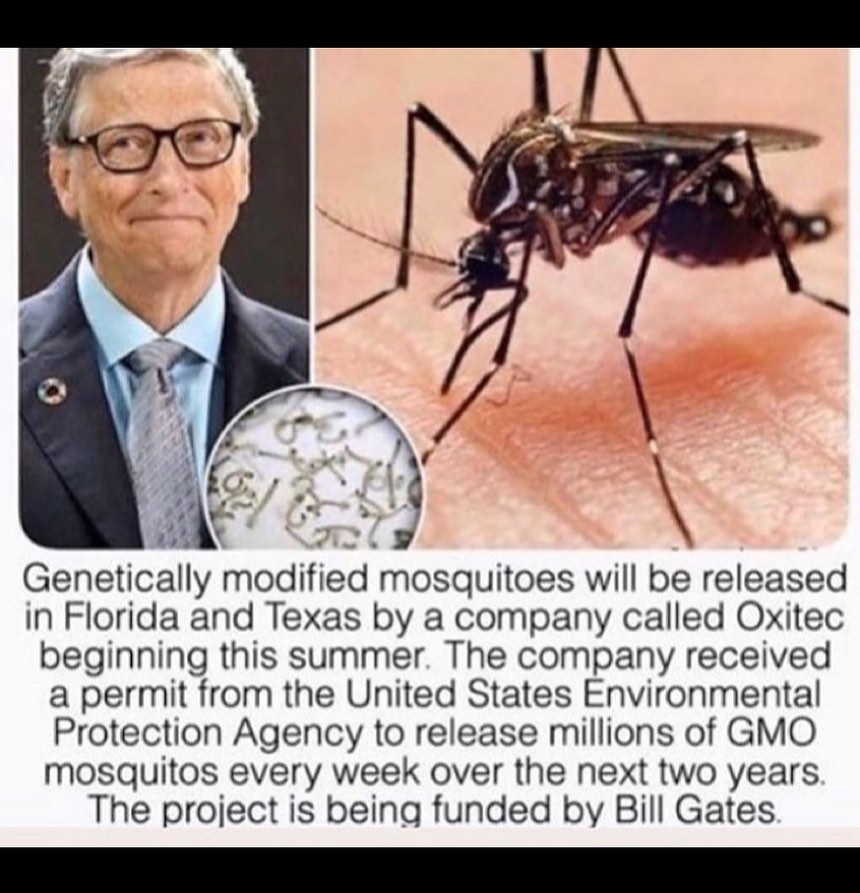 Genetically modified mosquitoes will be released
in Florida and Texas by a company called Oxitec
beginning this summer. The company received
a permit from the United States Environmental
Protection Agency to release millions of GMO
mosquitos every week over the next two years.
The project is being funded by Bill Gates.